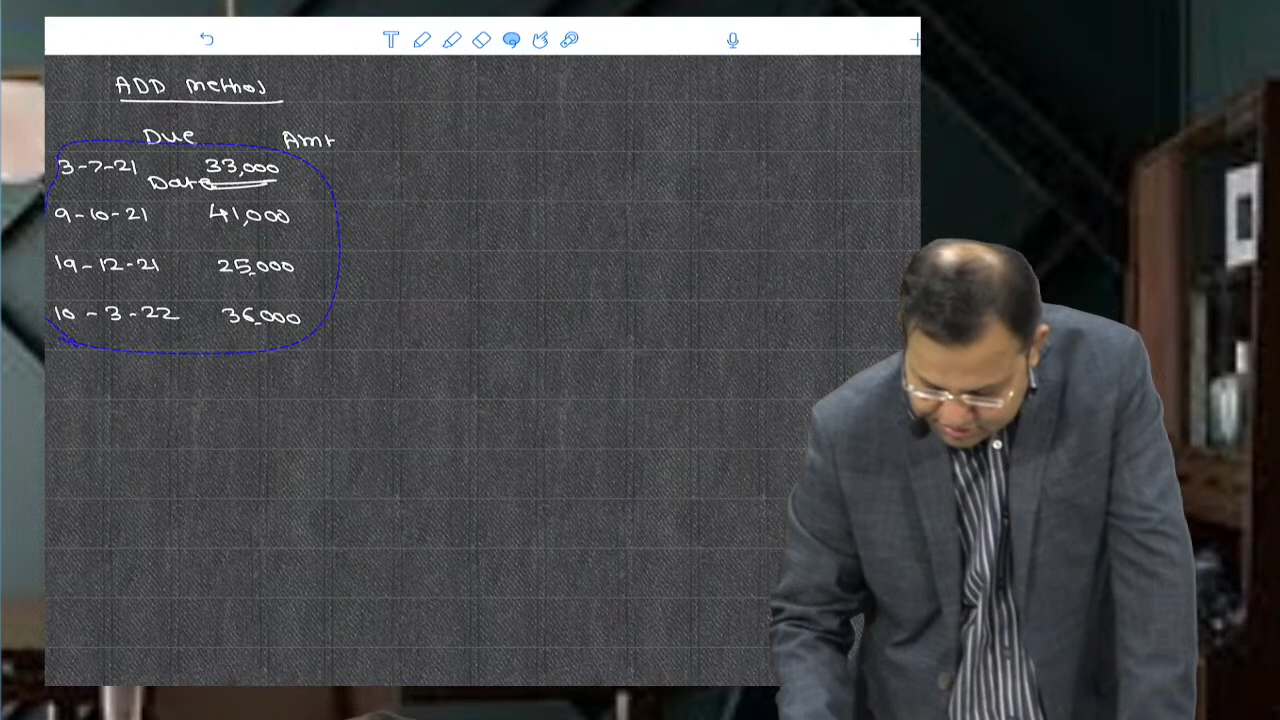 ADD Method
Due Amt
3-7-21 33,000
Date
9-10-21 41,000
19-12-21 25,000
10-3-22 36,000